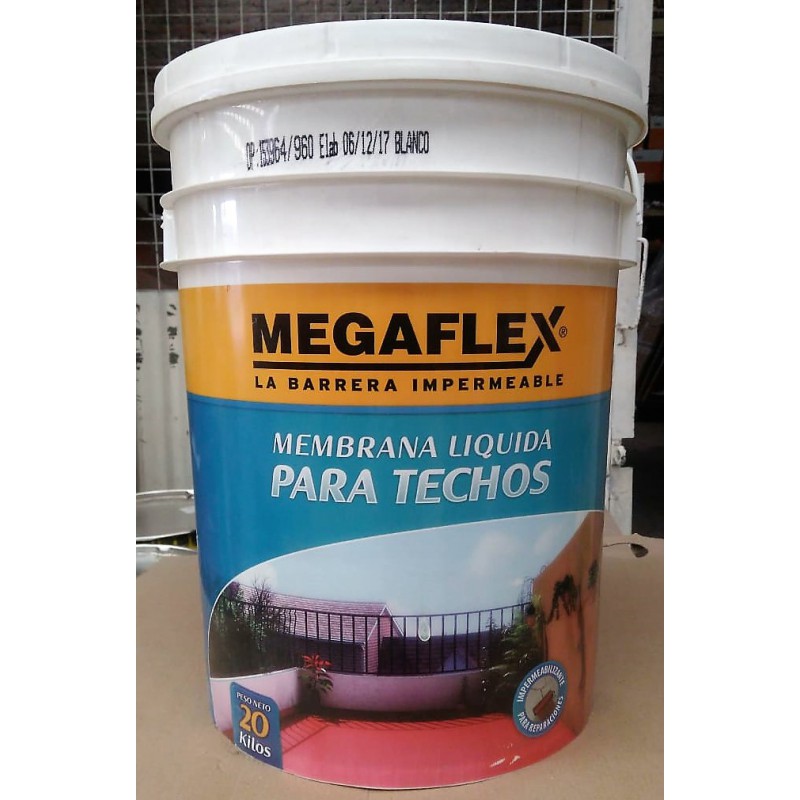 OP:153964/960 Elab 06/12/17 BLANCO
MEGAFLEX®
LA BARRERA IMPERMEABLE
MEMBRANA LIQUIDA
PARA TECHOS
PESO NETO
20
Kilos
IMPERMEABILIZANTE
PARA REPARACIONES